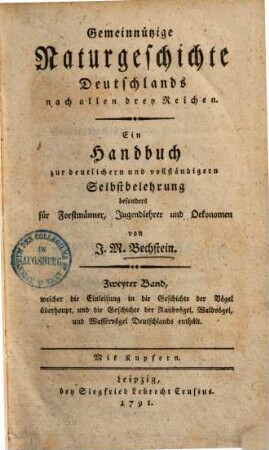 Gemeinnützige
Naturgeschichte
Deutschlands
nach allen drey Reichen.
Ein
Handbuch
zur deutlichern und vollständigern
Selbstbelehrung
besonders
für Forstmänner, Jugendlehrer und Oekonomen
von
J. M. Bechstein.
Zweyter Band,
welcher die Einleitung in die Geschichte der Vögel
überhaupt, und die Geschichte der Raubvögel, Waldvögel,
und Wasservögel Deutschlands enthält.
Mit Kupfern.
Leipzig,
bey Siegfried Lebrecht Crusius.
1791.
IN
AUGSBURG